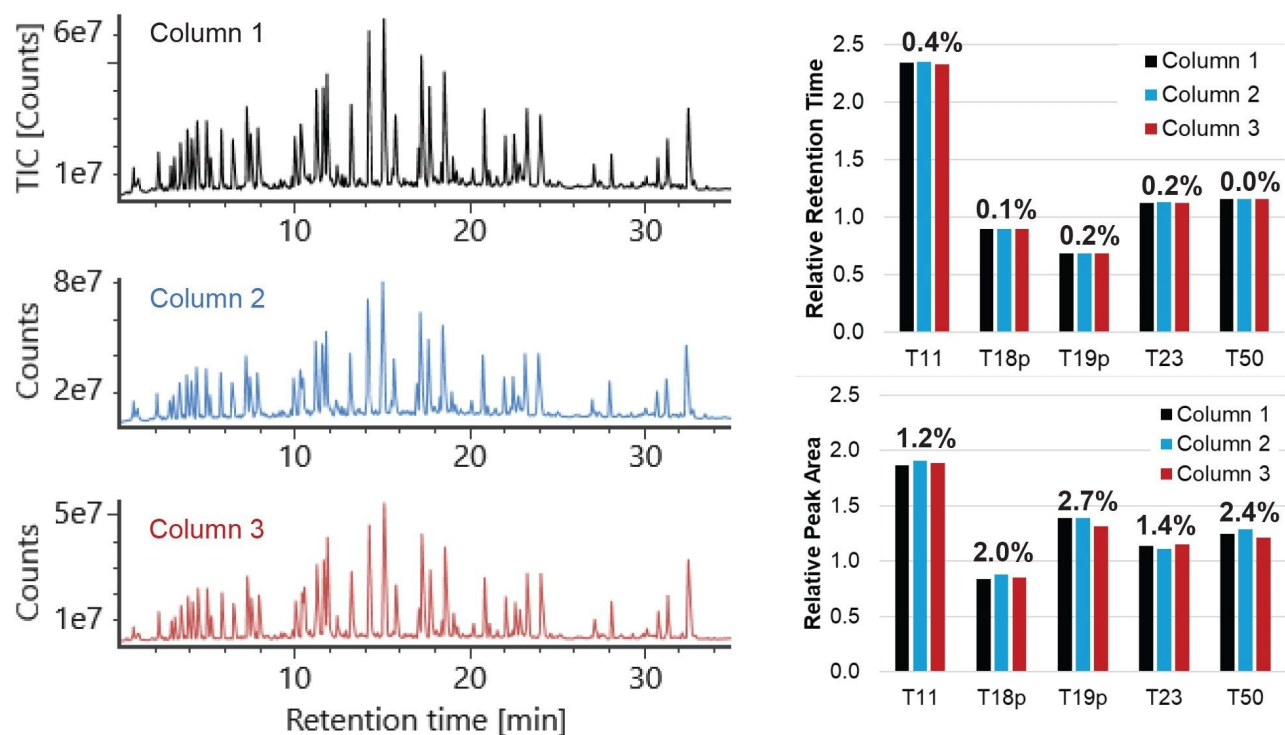 TIC [Counts]
6e7
1e7
Column 1
10 20 30
Counts
8e7
2e7
Column 2
10 20 30
Counts
5e7
1e7
Column 3
10 20 30
Retention time [min]
Relative Retention Time
2.5
2.0
1.5
1.0
0.5
0.0
0.4%
0.1%
0.2%
0.2%
0.0%
Column 1
Column 2
Column 3
T11 T18p T19p T23 T50
Relative Peak Area
2.5
2.0
1.5
1.0
0.5
0.0
1.2%
2.0%
2.7%
1.4%
2.4%
Column 1
Column 2
Column 3
T11 T18p T19p T23 T50